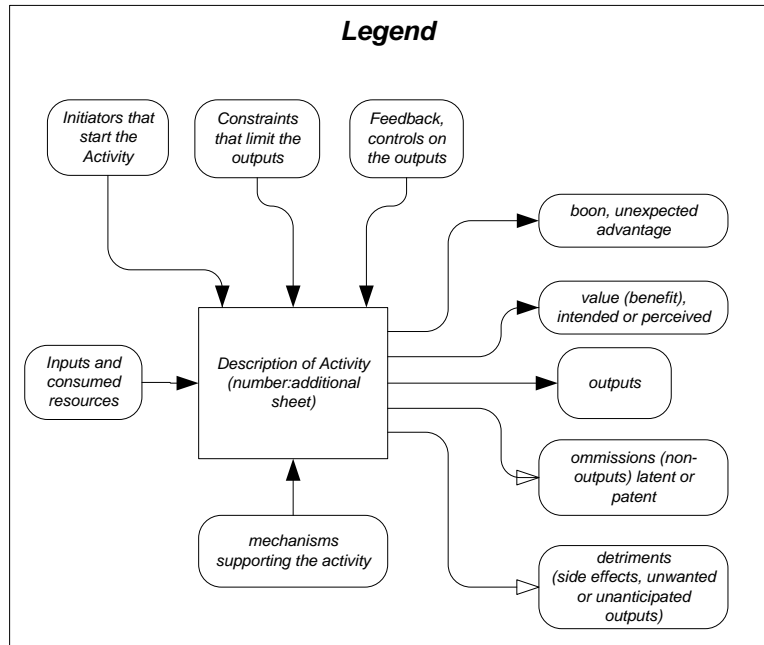 Legend
Initiators that
start the
Activity
Constraints
that limit the
outputs
Feedback,
controls on
the outputs
boon, unexpected
advantage
value (benefit),
intended or perceived
Inputs and
consumed
resources
Description of Activity
(number:additional
sheet)
outputs
ommissions (non-
outputs) latent or
patent
mechanisms
supporting the activity
detriments
(side effects, unwanted
or unanticipated
outputs)